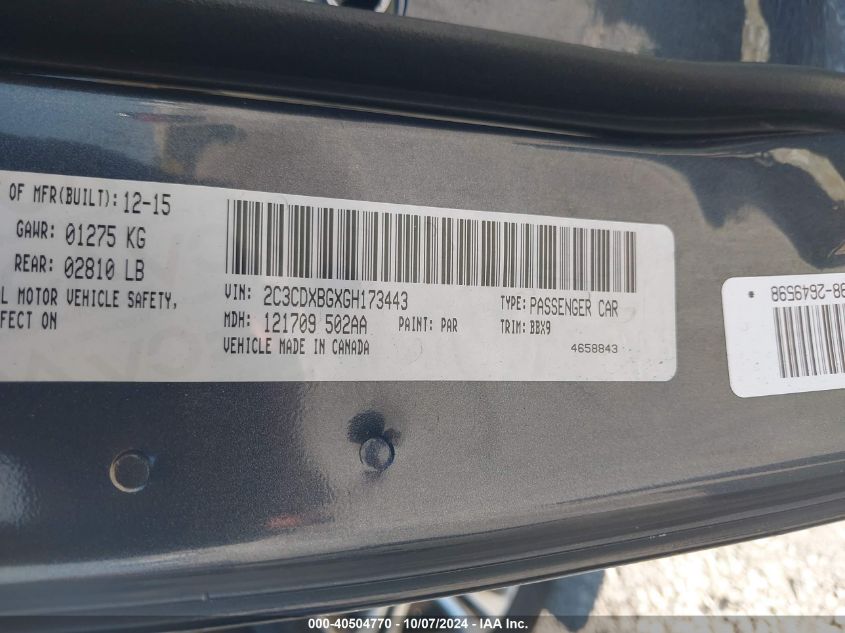 OF MFR(BUILT): 12-15
GAWR: 01275 KG
REAR: 02810 LB
L MOTOR VEHICLE SAFETY,
FFECT ON
VIN: 2C3CDXBGXGH173443
TYPE: PASSENGER CAR
MDH: 121709 502AA
PAINT: PAR
TRIM: BBX9
VEHICLE MADE IN CANADA
4658843
98-2649598
000-40504770 - 10/07/2024 - IAA Inc.